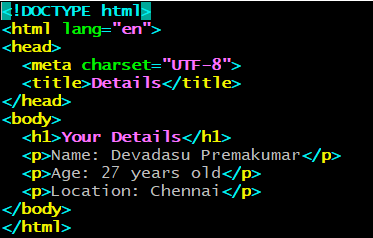 <!DOCTYPE html>
<html lang="en">
<head>
  <meta charset="UTF-8">
  <title>Details</title>
</head>
<body>
  <h1>Your Details</h1>
  <p>Name: Devadasu Premakumar</p>
  <p>Age: 27 years old</p>
  <p>Location: Chennai</p>
</body>
</html>